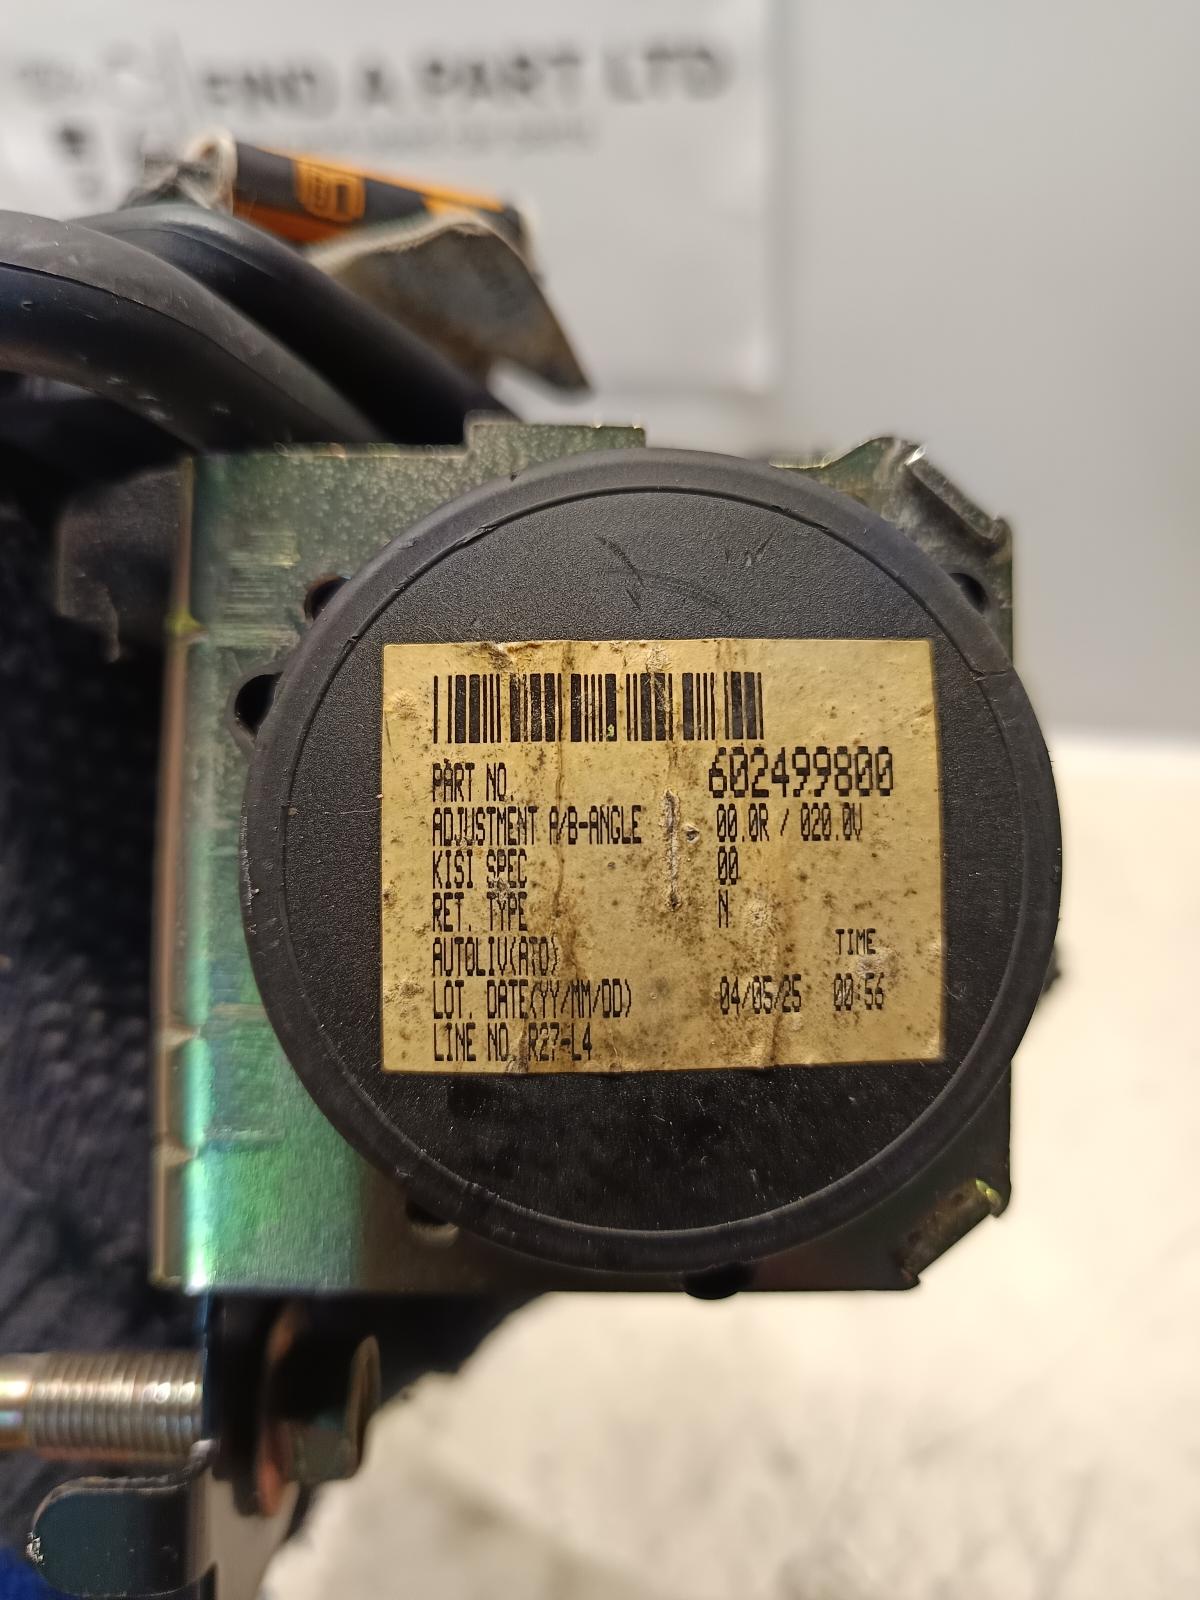 FIND A PART LTD
PART NO. 602499800
ADJUSTMENT A/B-ANGLE 00.0R / 020.0V
KISI SPEC 00
RET. TYPE N
AUTOLIV(ATO) TIME
LOT. DATE(YY/MM/DD) 04/05/25 00:56
LINE NO. R27-L4